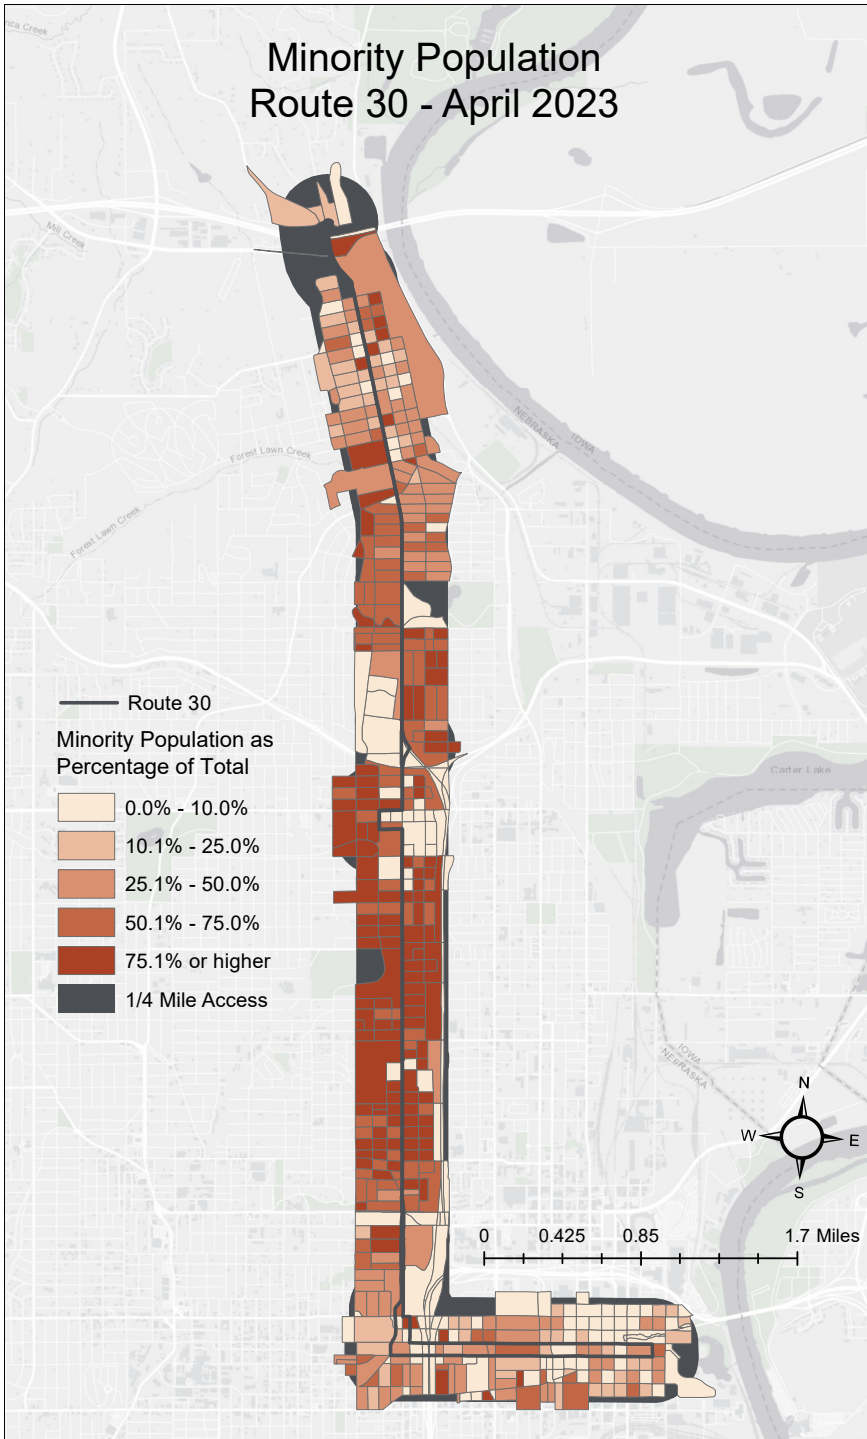 Minority Population
Route 30 - April 2023
Creek
Mill Creek
NEBRASKA
IOWA
Forest Lawn Creek
Forest Lawn Creek
Route 30
Minority Population as
Percentage of Total
0.0% - 10.0%
10.1% - 25.0%
25.1% - 50.0%
50.1% - 75.0%
75.1% or higher
1/4 Mile Access
Carter Lake
IOWA
NEBRASKA
N
W
E
S
0 0.425 0.85 1.7 Miles